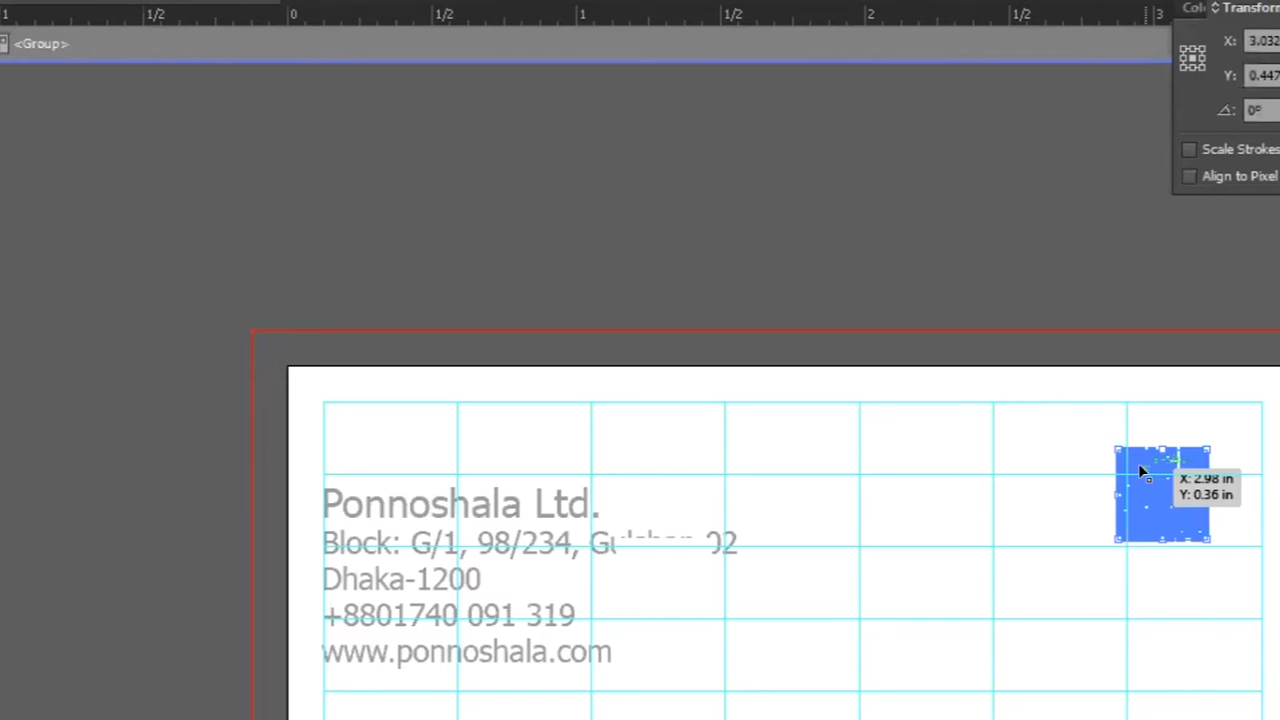 1 1/2 0 1/2 1 1/2 2 1/2 3
Transform
<Group>
X: 3.032
Y: 0.447
0°
Scale Strokes
Align to Pixel
X: 2.98 in
Y: 0.36 in
Ponnoshala Ltd.
Block: G/1, 98/234,
Dhaka-1200
+8801740 091 319
www.ponnoshala.com